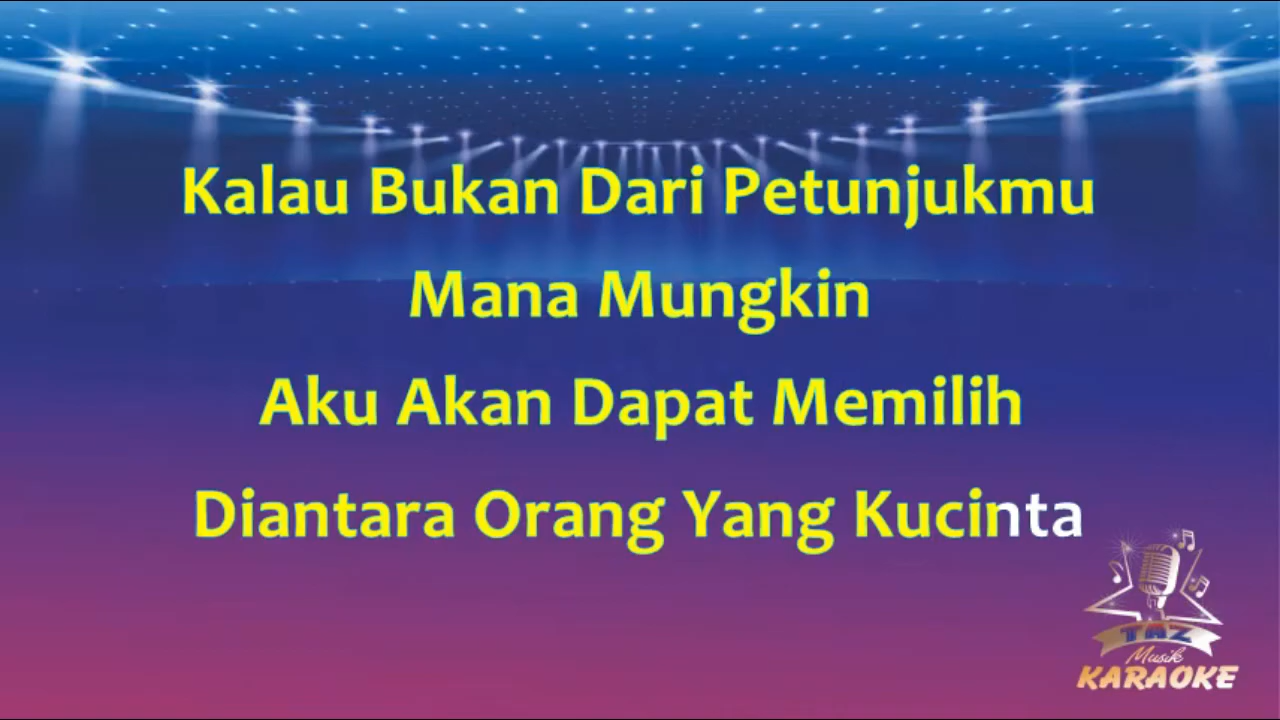 Kalau Bukan Dari Petunjukmu
Mana Mungkin
Aku Akan Dapat Memilih
Diantara Orang Yang Kucinta
TAZ
Musik
KARAOKE